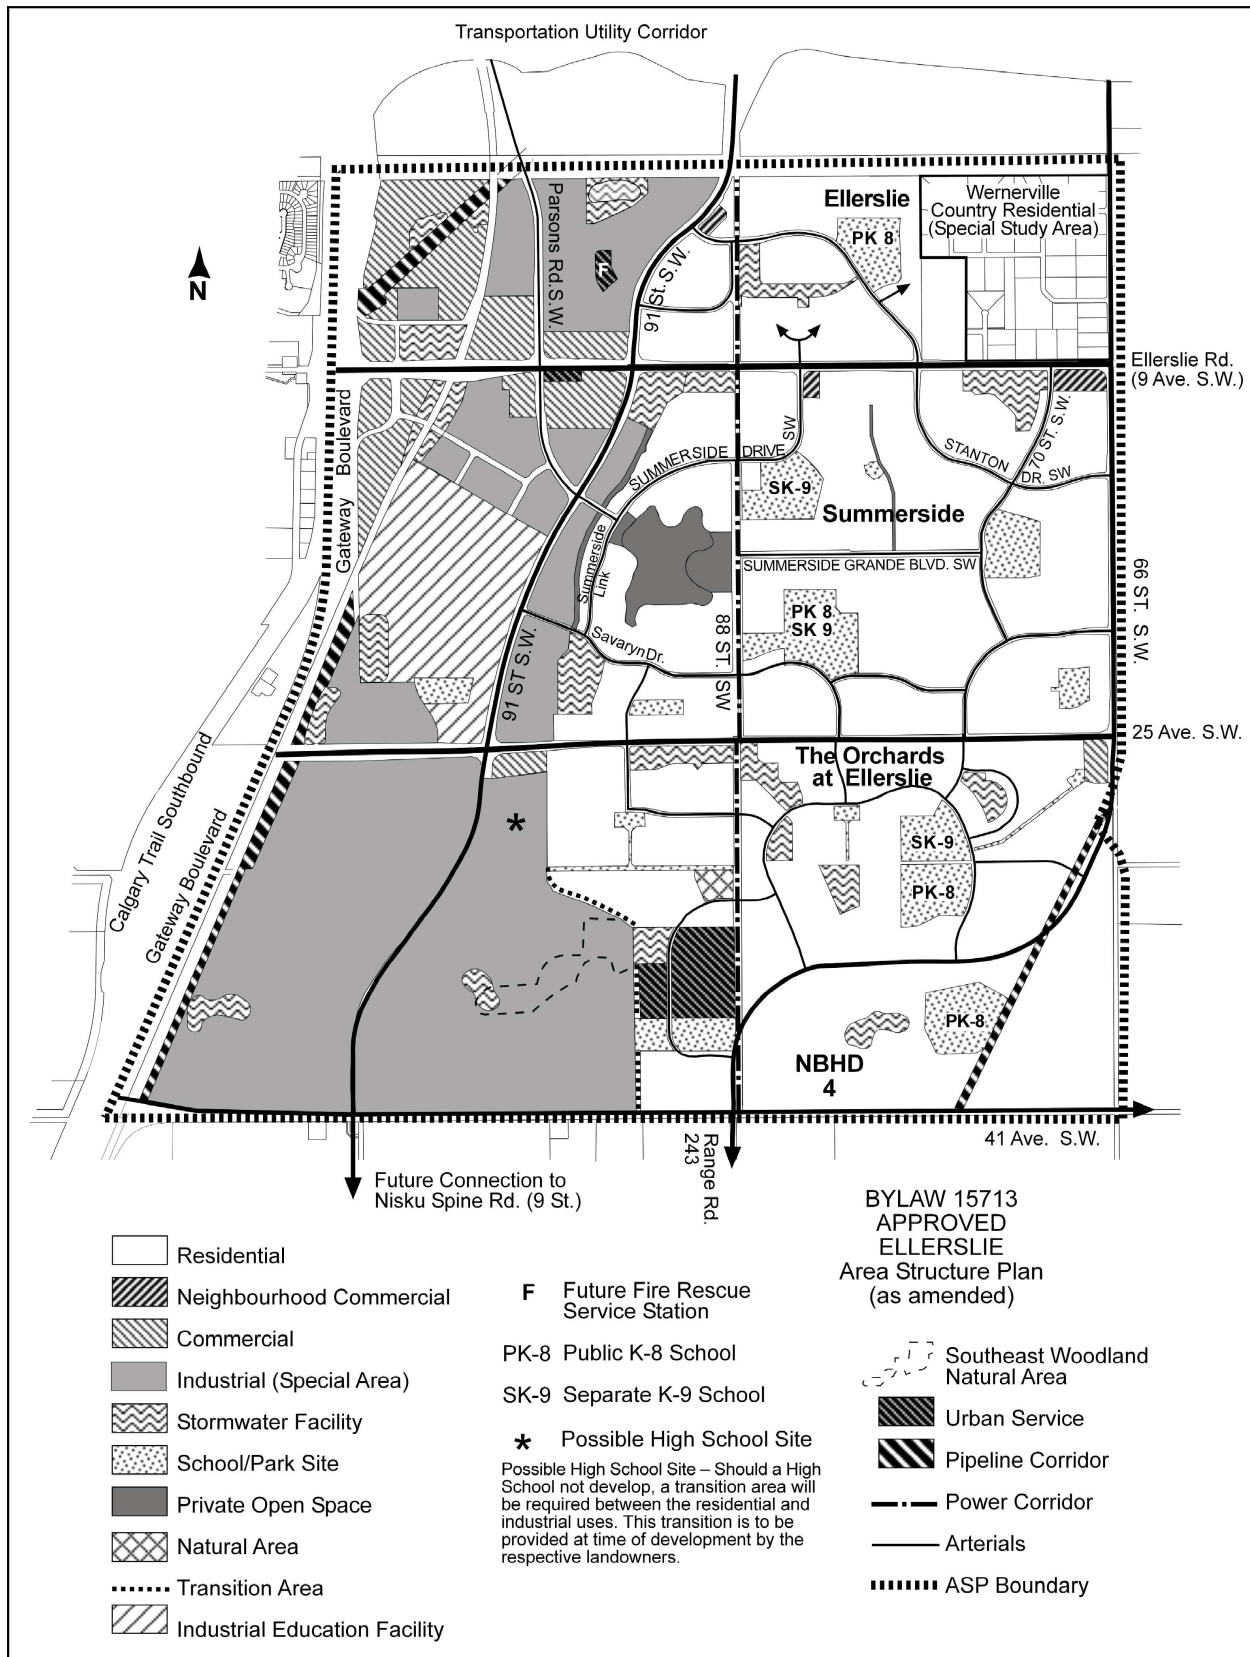 Transportation Utility Corridor
Ellerslie
Wernerville
Country Residential
(Special Study Area)
PK 8
Parsons Rd.S.W.
F
91 St. S.W.
N
Ellerslie Rd.
(9 Ave. S.W.)
Gateway Boulevard
SUMMERSIDE DRIVE SW
STANTON DR. SW
70 ST. S.W.
SK-9
Summerside
Summerside
Link
SUMMERSIDE GRANDE BLVD. SW
PK 8
SK 9
66 ST. S.W.
88 ST. SW
Savaryn Dr.
91 ST S.W.
25 Ave. S.W.
The Orchards
at Ellerslie
Calgary Trail Southbound
Gateway Boulevard
*
SK-9
PK-8
PK-8
NBHD
4
41 Ave. S.W.
Range Rd.
243
Future Connection to
Nisku Spine Rd. (9 St.)
BYLAW 15713
APPROVED
ELLERSLIE
Area Structure Plan
(as amended)
Residential
Neighbourhood Commercial
Commercial
Industrial (Special Area)
Stormwater Facility
School/Park Site
Private Open Space
Natural Area
Transition Area
Industrial Education Facility
F Future Fire Rescue
Service Station
PK-8 Public K-8 School
SK-9 Separate K-9 School
* Possible High School Site
Possible High School Site – Should a High
School not develop, a transition area will
be required between the residential and
industrial uses. This transition is to be
provided at time of development by the
respective landowners.
Southeast Woodland
Natural Area
Urban Service
Pipeline Corridor
Power Corridor
Arterials
ASP Boundary